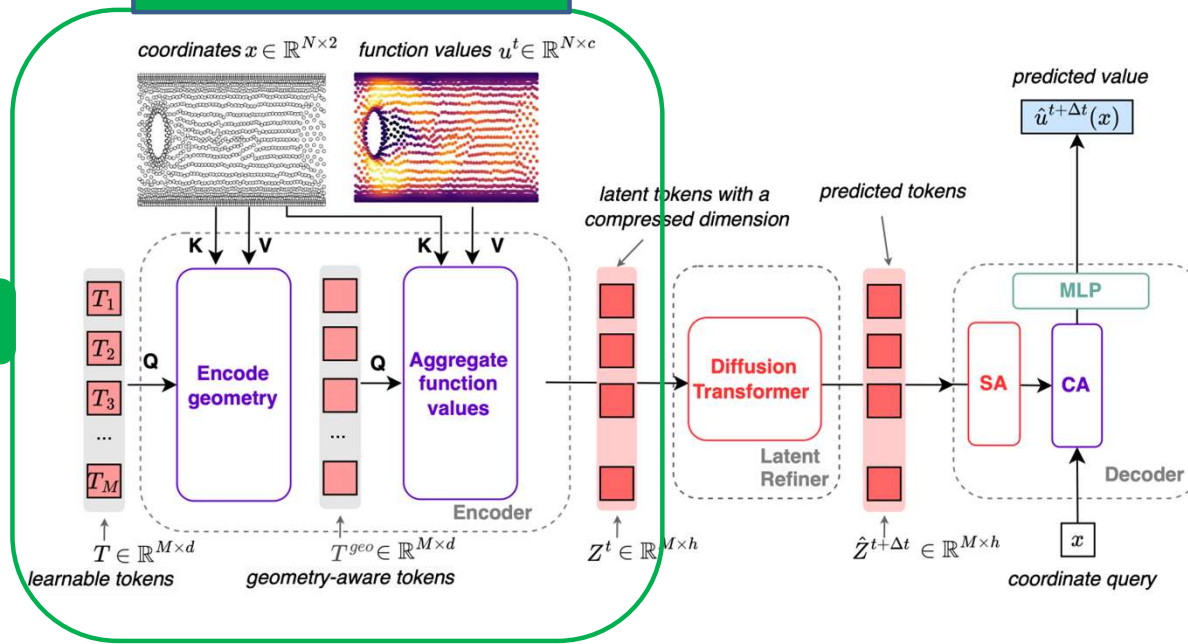 coordinates x ∈ ℝ^{N×2}
function values u^t ∈ ℝ^{N×c}
predicted value
û^{t+Δt}(x)
latent tokens with a
compressed dimension
predicted tokens
K
V
K
V
T_1
T_2
T_3
...
T_M
Q
Encode
geometry
...
Q
Aggregate
function
values
Encoder
...
Diffusion
Transformer
Latent
Refiner
...
MLP
SA
CA
Decoder
T ∈ ℝ^{M×d}
learnable tokens
T^{geo} ∈ ℝ^{M×d}
geometry-aware tokens
Z^t ∈ ℝ^{M×h}
Ẑ^{t+Δt} ∈ ℝ^{M×h}
x
coordinate query